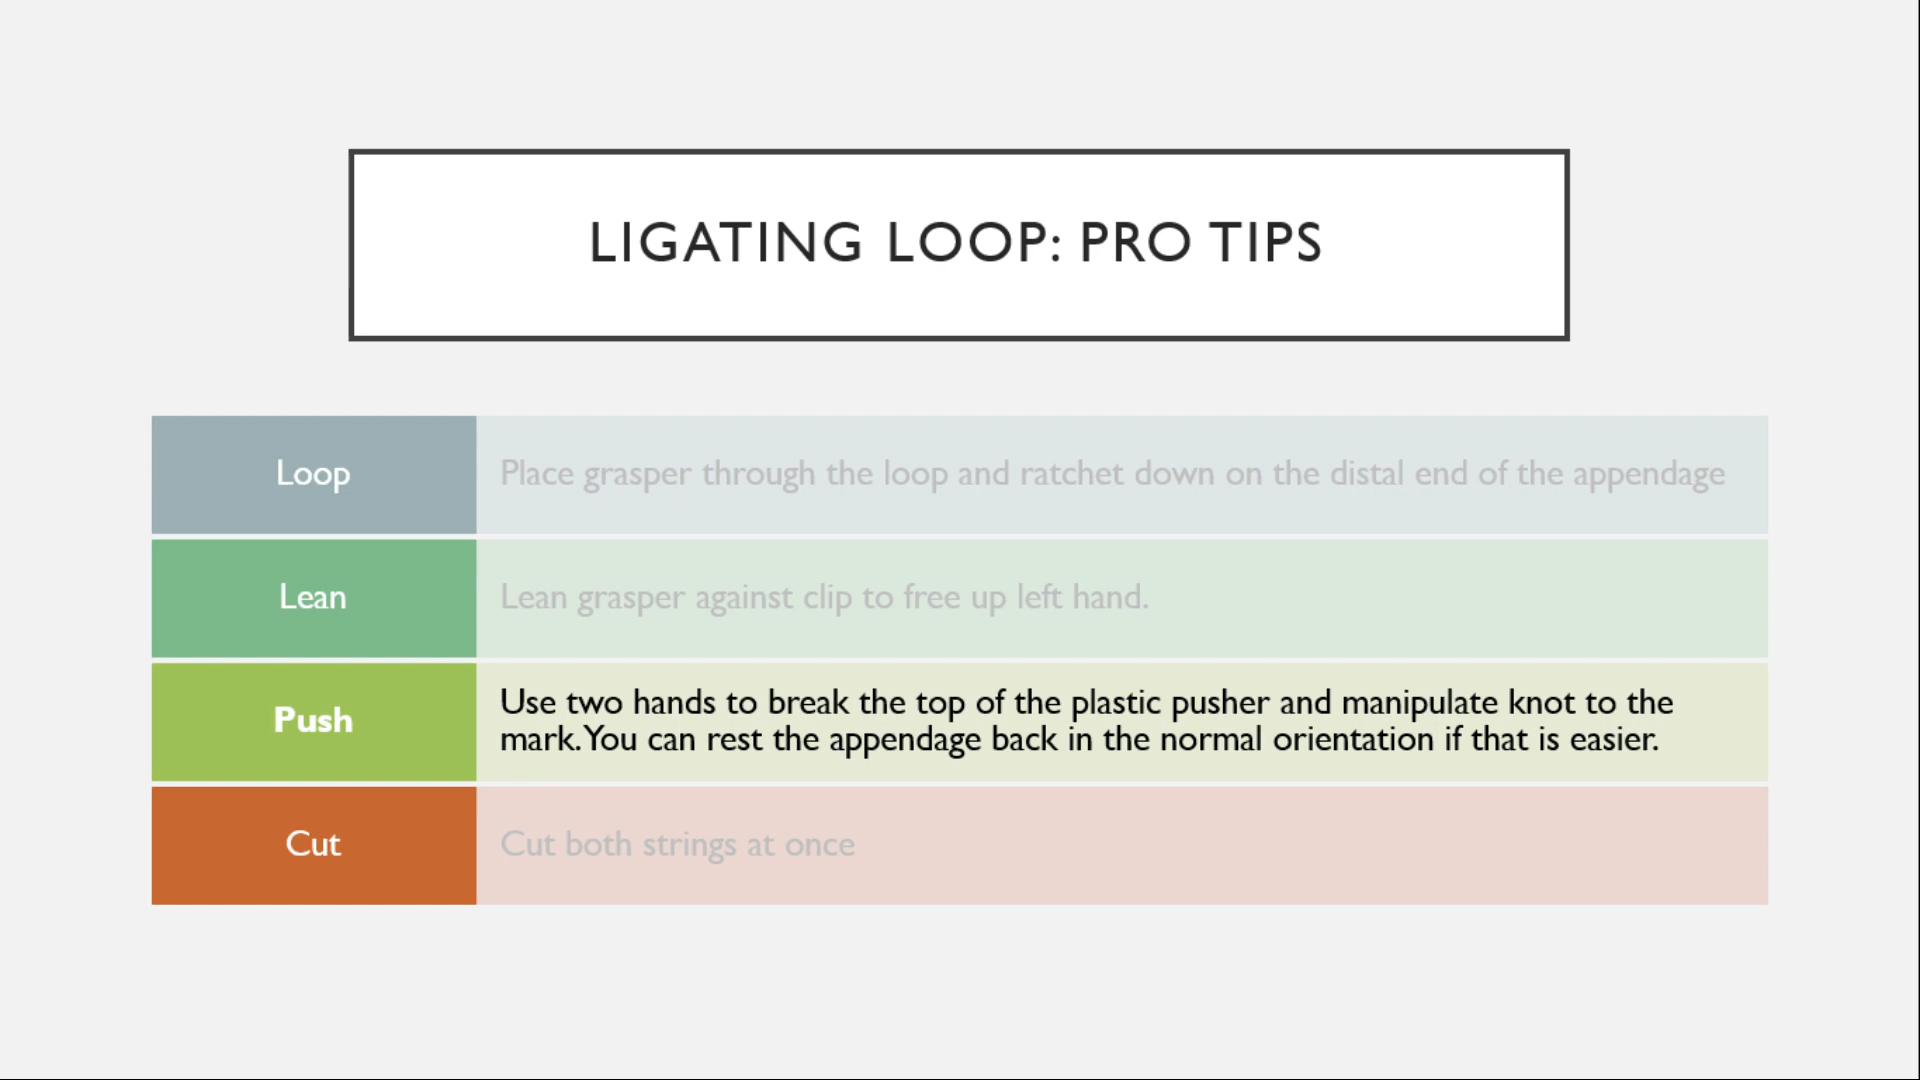 LIGATING LOOP: PRO TIPS
Loop
Place grasper through the loop and ratchet down on the distal end of the appendage
Lean
Lean grasper against clip to free up left hand.
Push
Use two hands to break the top of the plastic pusher and manipulate knot to the
mark. You can rest the appendage back in the normal orientation if that is easier.
Cut
Cut both strings at once